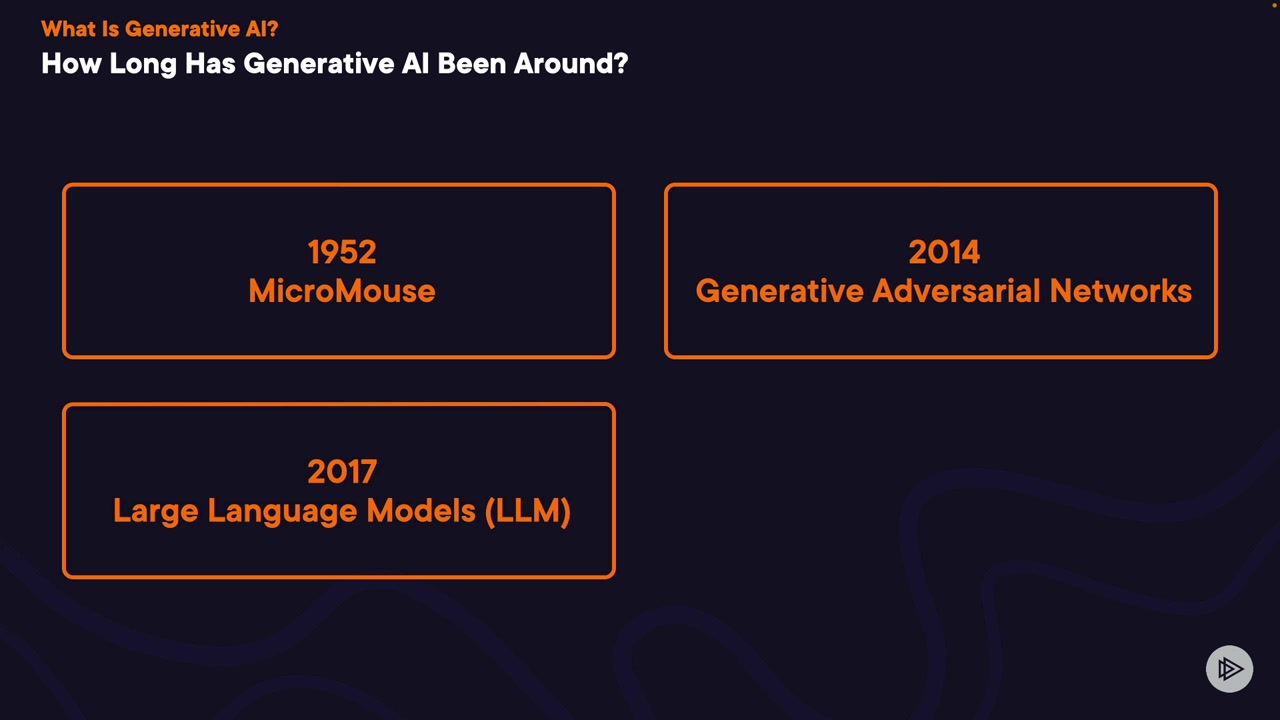 What Is Generative AI?
How Long Has Generative AI Been Around?
1952
MicroMouse
2014
Generative Adversarial Networks
2017
Large Language Models (LLM)